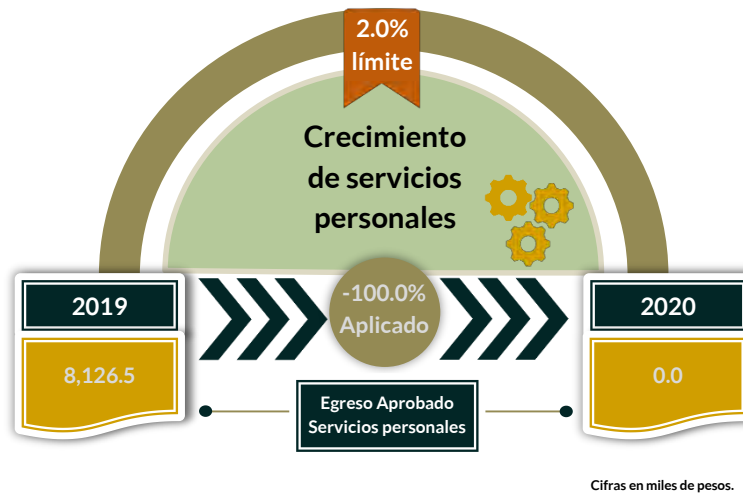 2.0%
límite
Crecimiento
de servicios
personales
2019
-100.0%
Aplicado
2020
8,126.5
0.0
Egreso Aprobado
Servicios personales
Cifras en miles de pesos.